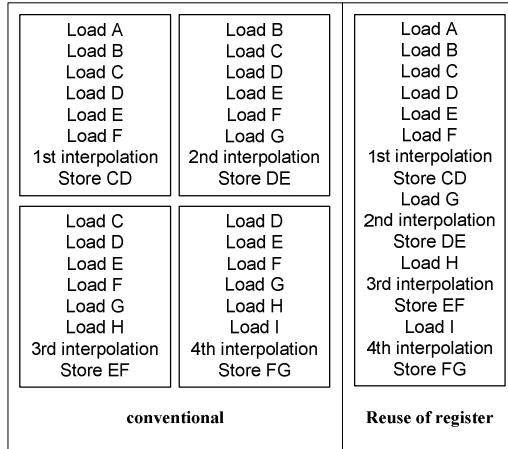 Load A
Load B
Load C
Load D
Load E
Load F
1st interpolation
Store CD
Load B
Load C
Load D
Load E
Load F
Load G
2nd interpolation
Store DE
Load C
Load D
Load E
Load F
Load G
Load H
3rd interpolation
Store EF
Load D
Load E
Load F
Load G
Load H
Load I
4th interpolation
Store FG
conventional
Load A
Load B
Load C
Load D
Load E
Load F
1st interpolation
Store CD
Load G
2nd interpolation
Store DE
Load H
3rd interpolation
Store EF
Load I
4th interpolation
Store FG
Reuse of register